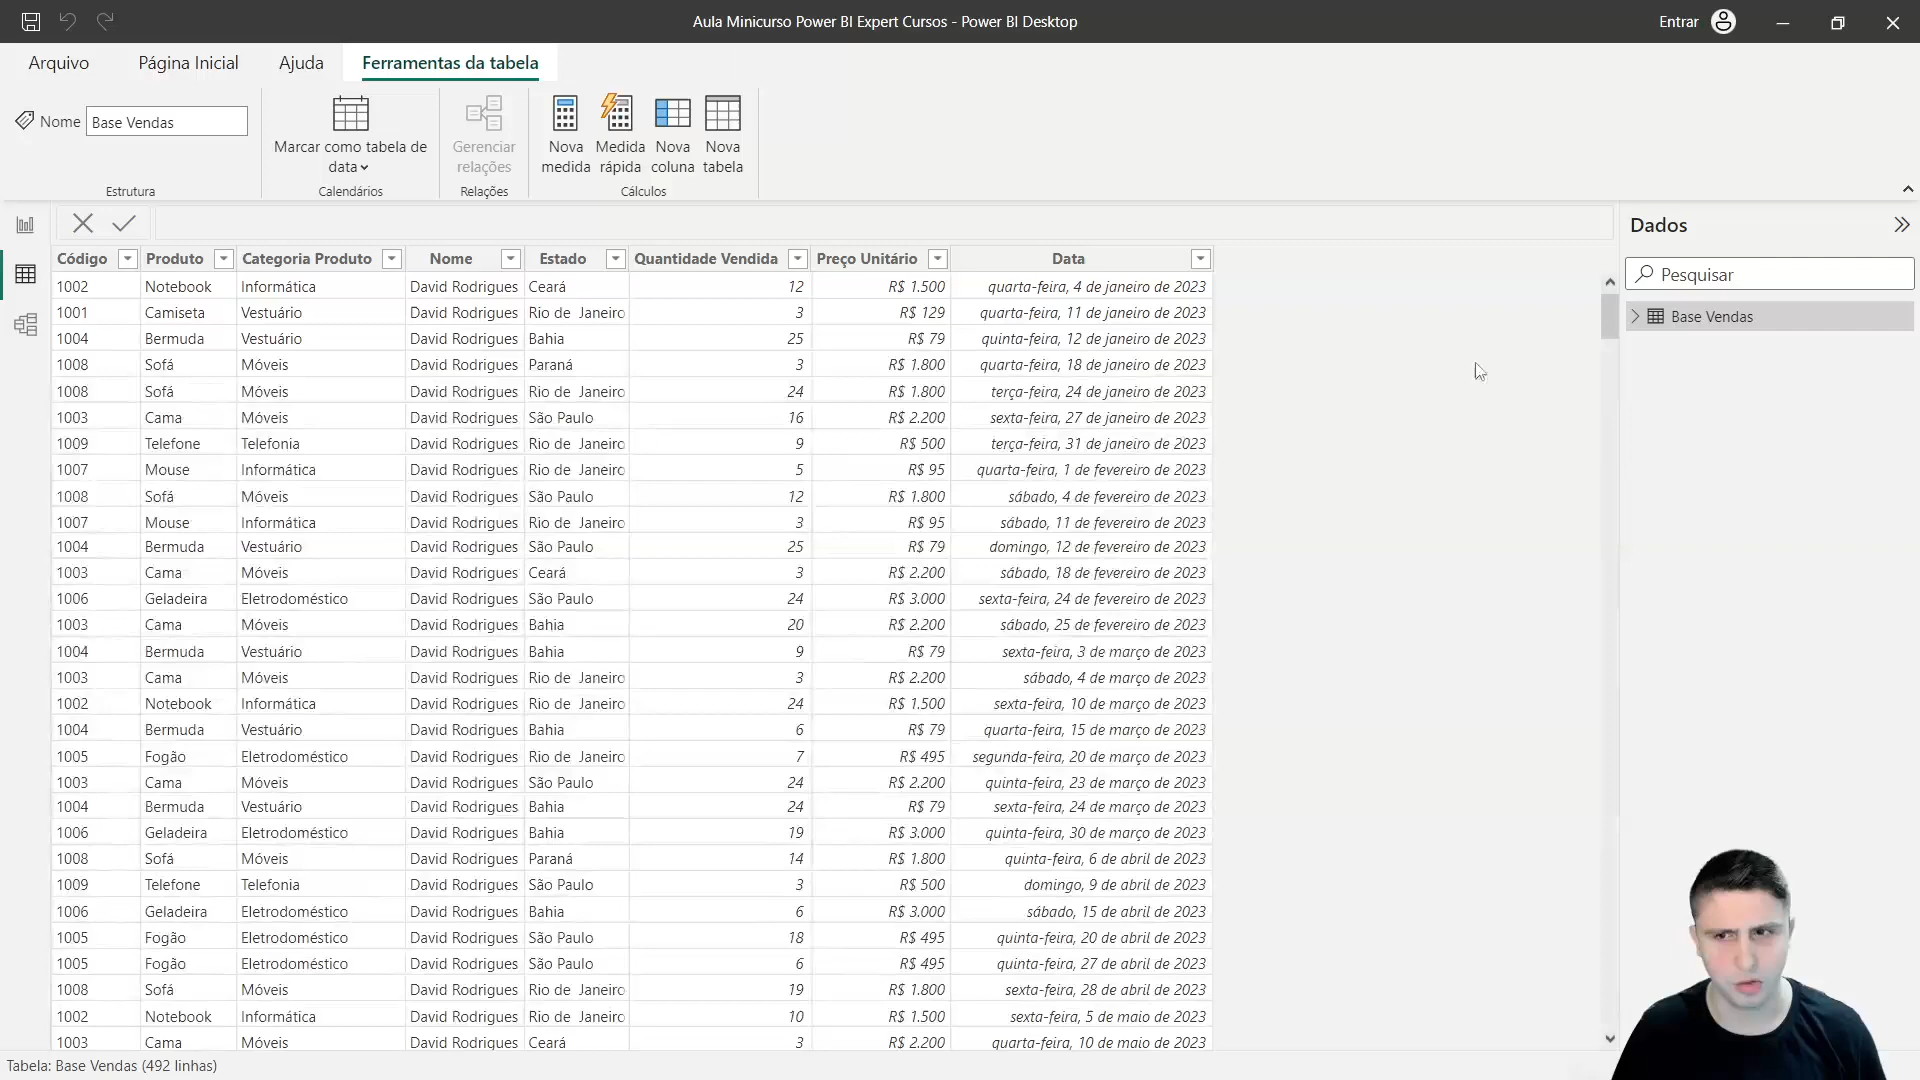 Aula Minicurso Power BI Expert Cursos - Power BI Desktop
Entrar
Arquivo Página Inicial Ajuda Ferramentas da tabela
Nome Base Vendas
Marcar como tabela de data
Gerenciar relações
Nova medida
Medida rápida
Nova coluna
Nova tabela
Estrutura Calendários Relações Cálculos
Dados
Pesquisar
Base Vendas
Código Produto Categoria Produto Nome Estado Quantidade Vendida Preço Unitário Data
1002 Notebook Informática David Rodrigues Ceará 12 R$ 1.500 quarta-feira, 4 de janeiro de 2023
1001 Camiseta Vestuário David Rodrigues Rio de Janeiro 3 R$ 129 quarta-feira, 11 de janeiro de 2023
1004 Bermuda Vestuário David Rodrigues Bahia 25 R$ 79 quinta-feira, 12 de janeiro de 2023
1008 Sofá Móveis David Rodrigues Paraná 3 R$ 1.800 quarta-feira, 18 de janeiro de 2023
1008 Sofá Móveis David Rodrigues Rio de Janeiro 24 R$ 1.800 terça-feira, 24 de janeiro de 2023
1003 Cama Móveis David Rodrigues São Paulo 16 R$ 2.200 sexta-feira, 27 de janeiro de 2023
1009 Telefone Telefonia David Rodrigues Rio de Janeiro 9 R$ 500 terça-feira, 31 de janeiro de 2023
1007 Mouse Informática David Rodrigues Rio de Janeiro 5 R$ 95 quarta-feira, 1 de fevereiro de 2023
1008 Sofá Móveis David Rodrigues São Paulo 12 R$ 1.800 sábado, 4 de fevereiro de 2023
1007 Mouse Informática David Rodrigues Rio de Janeiro 3 R$ 95 sábado, 11 de fevereiro de 2023
1004 Bermuda Vestuário David Rodrigues São Paulo 25 R$ 79 domingo, 12 de fevereiro de 2023
1003 Cama Móveis David Rodrigues Ceará 3 R$ 2.200 sábado, 18 de fevereiro de 2023
1006 Geladeira Eletrodoméstico David Rodrigues São Paulo 24 R$ 3.000 sexta-feira, 24 de fevereiro de 2023
1003 Cama Móveis David Rodrigues Bahia 20 R$ 2.200 sábado, 25 de fevereiro de 2023
1004 Bermuda Vestuário David Rodrigues Bahia 9 R$ 79 sexta-feira, 3 de março de 2023
1003 Cama Móveis David Rodrigues Rio de Janeiro 3 R$ 2.200 sábado, 4 de março de 2023
1002 Notebook Informática David Rodrigues Rio de Janeiro 24 R$ 1.500 sexta-feira, 10 de março de 2023
1004 Bermuda Vestuário David Rodrigues Bahia 6 R$ 79 quarta-feira, 15 de março de 2023
1005 Fogão Eletrodoméstico David Rodrigues Rio de Janeiro 7 R$ 495 segunda-feira, 20 de março de 2023
1003 Cama Móveis David Rodrigues São Paulo 24 R$ 2.200 quinta-feira, 23 de março de 2023
1004 Bermuda Vestuário David Rodrigues Bahia 24 R$ 79 sexta-feira, 24 de março de 2023
1006 Geladeira Eletrodoméstico David Rodrigues Bahia 19 R$ 3.000 quinta-feira, 30 de março de 2023
1008 Sofá Móveis David Rodrigues Paraná 14 R$ 1.800 quinta-feira, 6 de abril de 2023
1009 Telefone Telefonia David Rodrigues São Paulo 3 R$ 500 domingo, 9 de abril de 2023
1006 Geladeira Eletrodoméstico David Rodrigues Bahia 6 R$ 3.000 sábado, 15 de abril de 2023
1005 Fogão Eletrodoméstico David Rodrigues São Paulo 18 R$ 495 quinta-feira, 20 de abril de 2023
1005 Fogão Eletrodoméstico David Rodrigues São Paulo 6 R$ 495 quinta-feira, 27 de abril de 2023
1008 Sofá Móveis David Rodrigues Rio de Janeiro 19 R$ 1.800 sexta-feira, 28 de abril de 2023
1002 Notebook Informática David Rodrigues Rio de Janeiro 10 R$ 1.500 sexta-feira, 5 de maio de 2023
1003 Cama Móveis David Rodrigues Ceará 3 R$ 2.200 quarta-feira, 10 de maio de 2023
Tabela: Base Vendas (492 linhas)